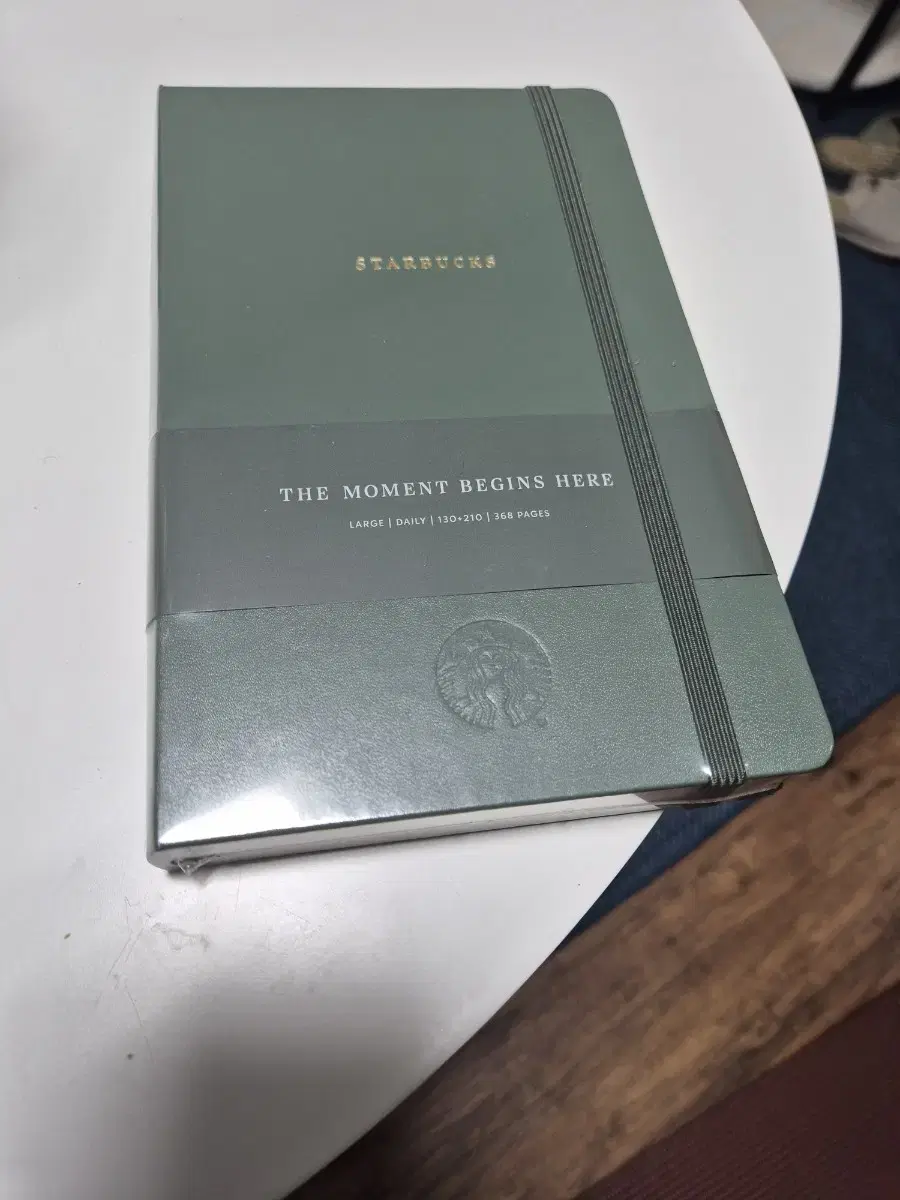 STARBUCKS
THE MOMENT BEGINS HERE
LARGE | DAILY | 130*210 | 368 PAGES